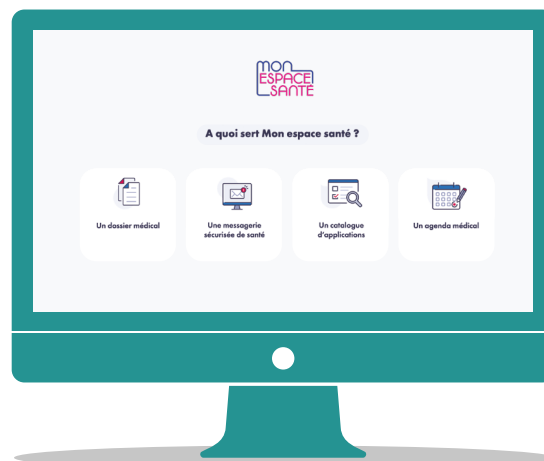 MON
ESPACE
SANTÉ
A quoi sert Mon espace santé ?
Un dossier médical
Une messagerie
sécurisée de santé
Un catalogue
d'applications
Un agenda médical